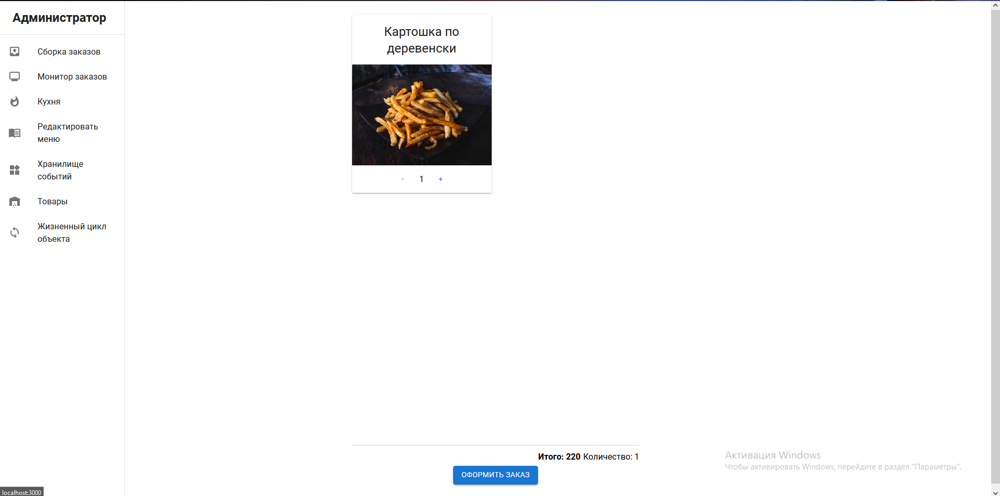 Администратор
Сборка заказов
Монитор заказов
Кухня
Редактировать
меню
Хранилище
событий
Товары
Жизненный цикл
объекта
Картошка по
деревенски
- 1 +
Итого: 220 Количество: 1
ОФОРМИТЬ ЗАКАЗ
Активация Windows
Чтобы активировать Windows, перейдите в раздел "Параметры".
localhost:3000